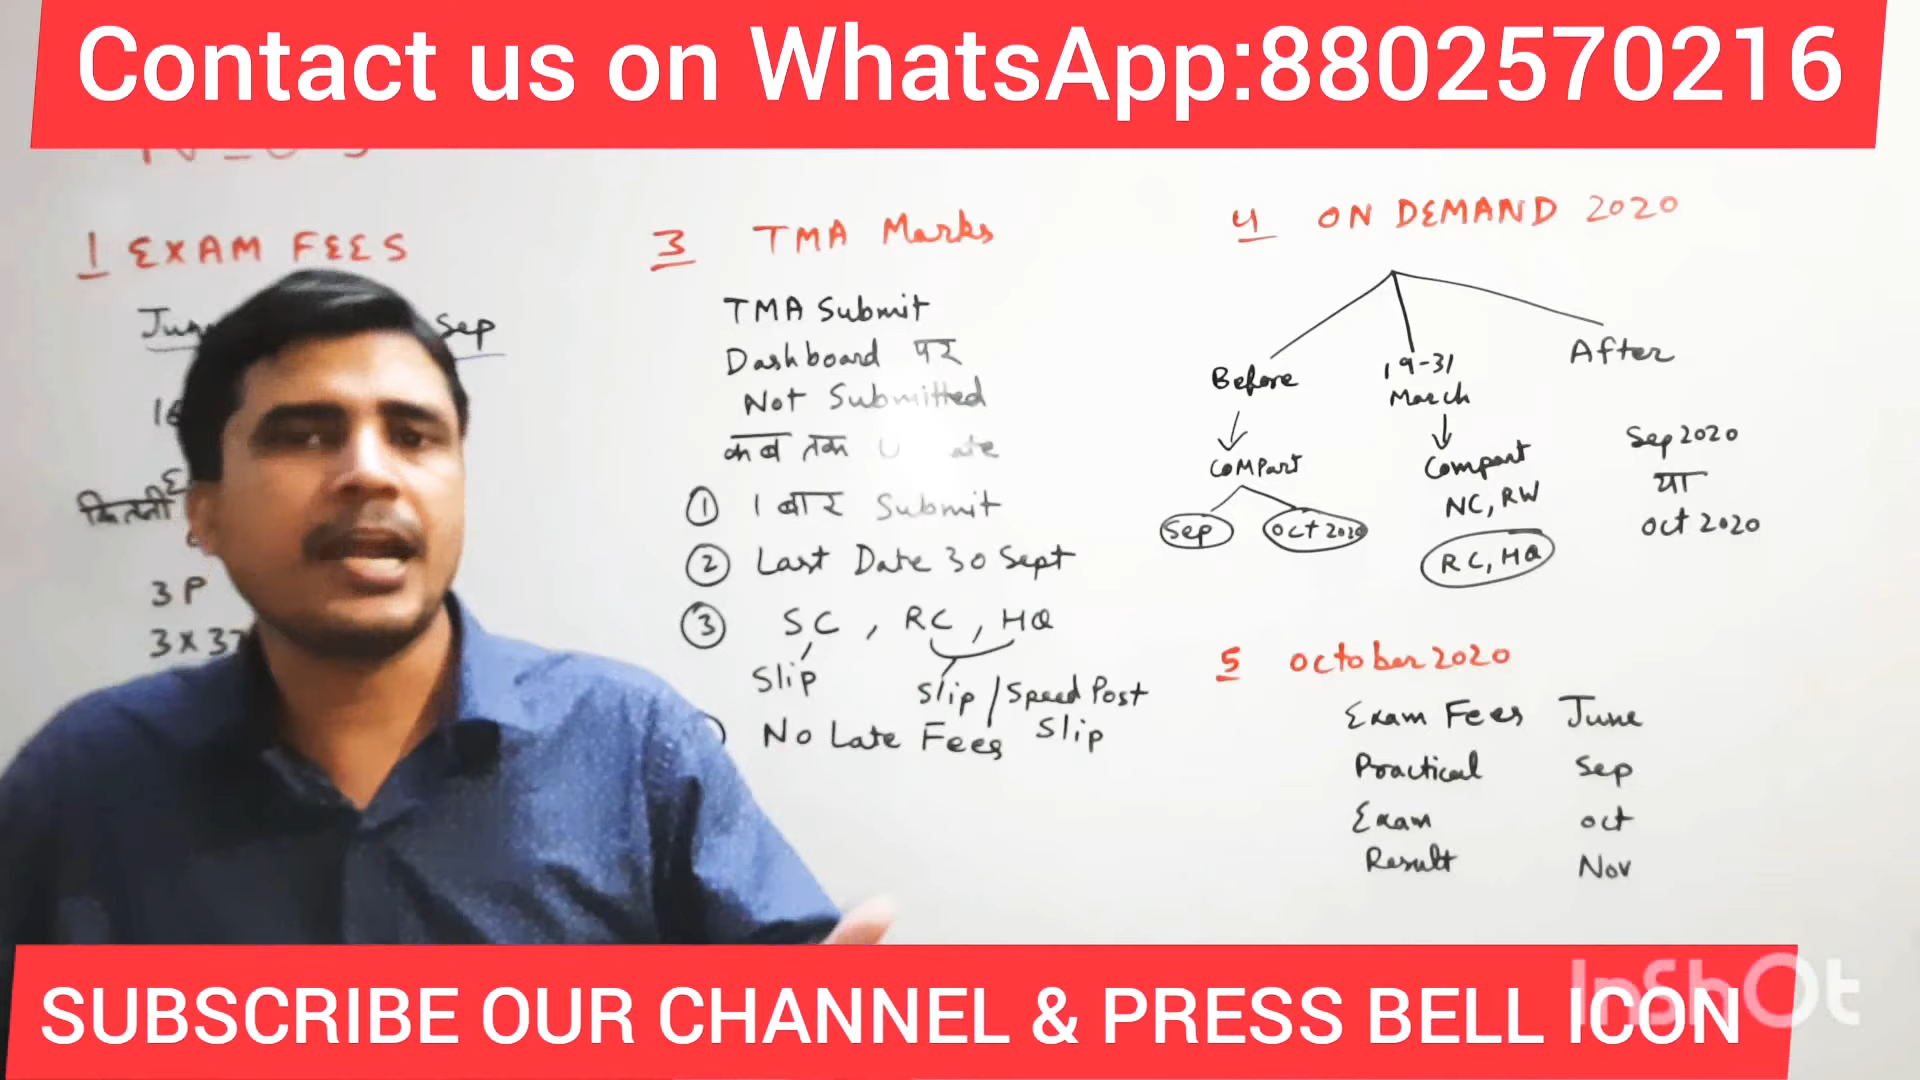 Contact us on WhatsApp:8802570216
1 EXAM FEES
Sep
3P
3 TMA Marks
TMA Submit
Dashboard पर
Not Submitted
कब तक
① 1 बार Submit
② Last Date 30 Sept
③ SC, RC, HQ
Slip
Slip/Speed Post
Slip
No Late Fees
4 ON DEMAND 2020
Before
19-31
March
After
Compart
Sep
Oct 2020
Compart
NC, RW
RC, HQ
Sep 2020
या
Oct 2020
5 October 2020
Exam Fees June
Practical Sep
Exam Oct
Result Nov
SUBSCRIBE OUR CHANNEL & PRESS BELL ICON
InShOt